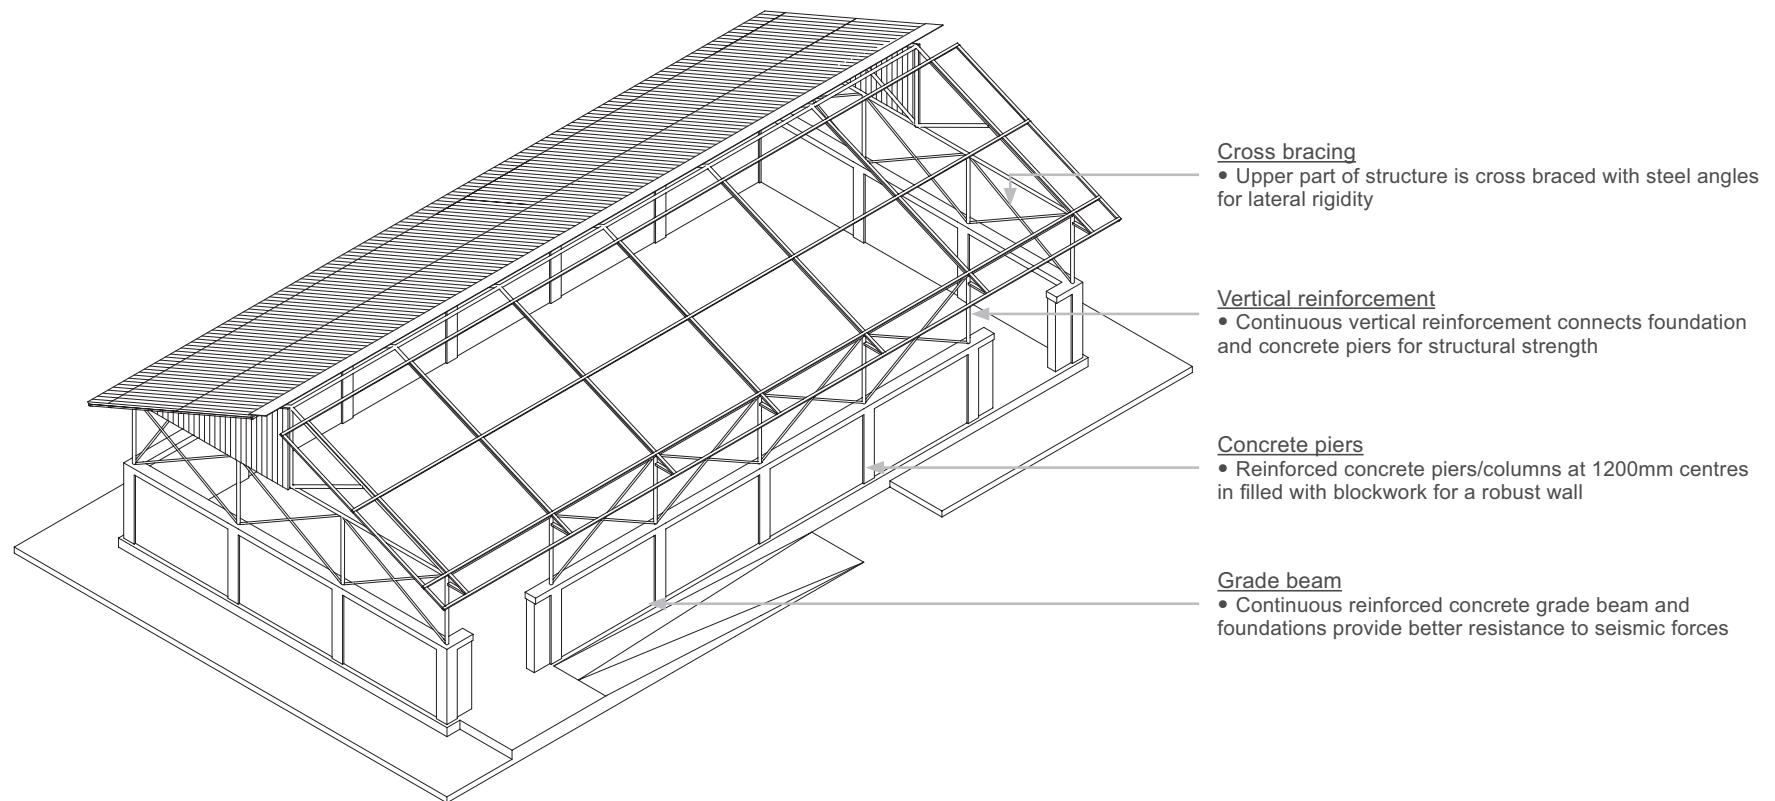 Cross bracing
• Upper part of structure is cross braced with steel angles
for lateral rigidity
Vertical reinforcement
• Continuous vertical reinforcement connects foundation
and concrete piers for structural strength
Concrete piers
• Reinforced concrete piers/columns at 1200mm centres
in filled with blockwork for a robust wall
Grade beam
• Continuous reinforced concrete grade beam and
foundations provide better resistance to seismic forces